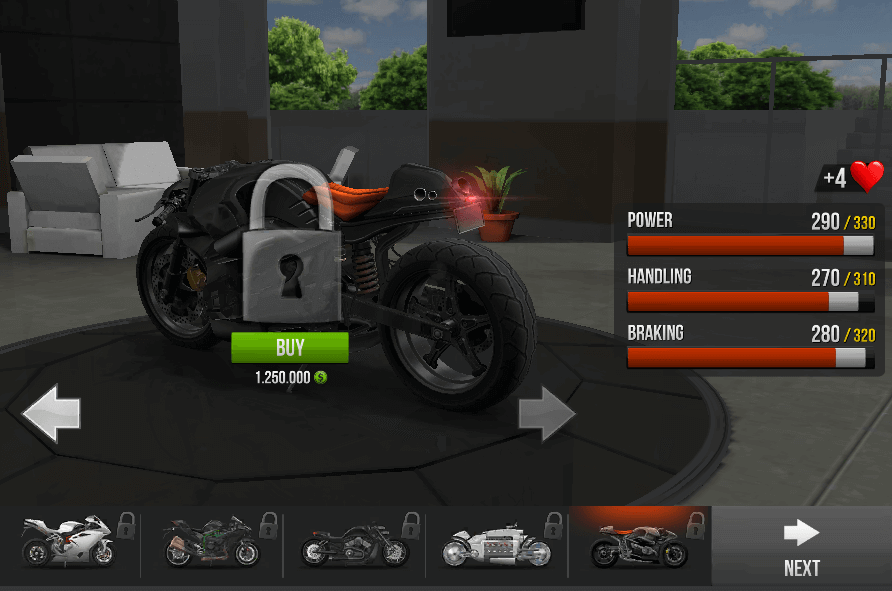 +4
POWER 290 / 330
HANDLING 270 / 310
BRAKING 280 / 320
BUY
1.250.000 $
NEXT